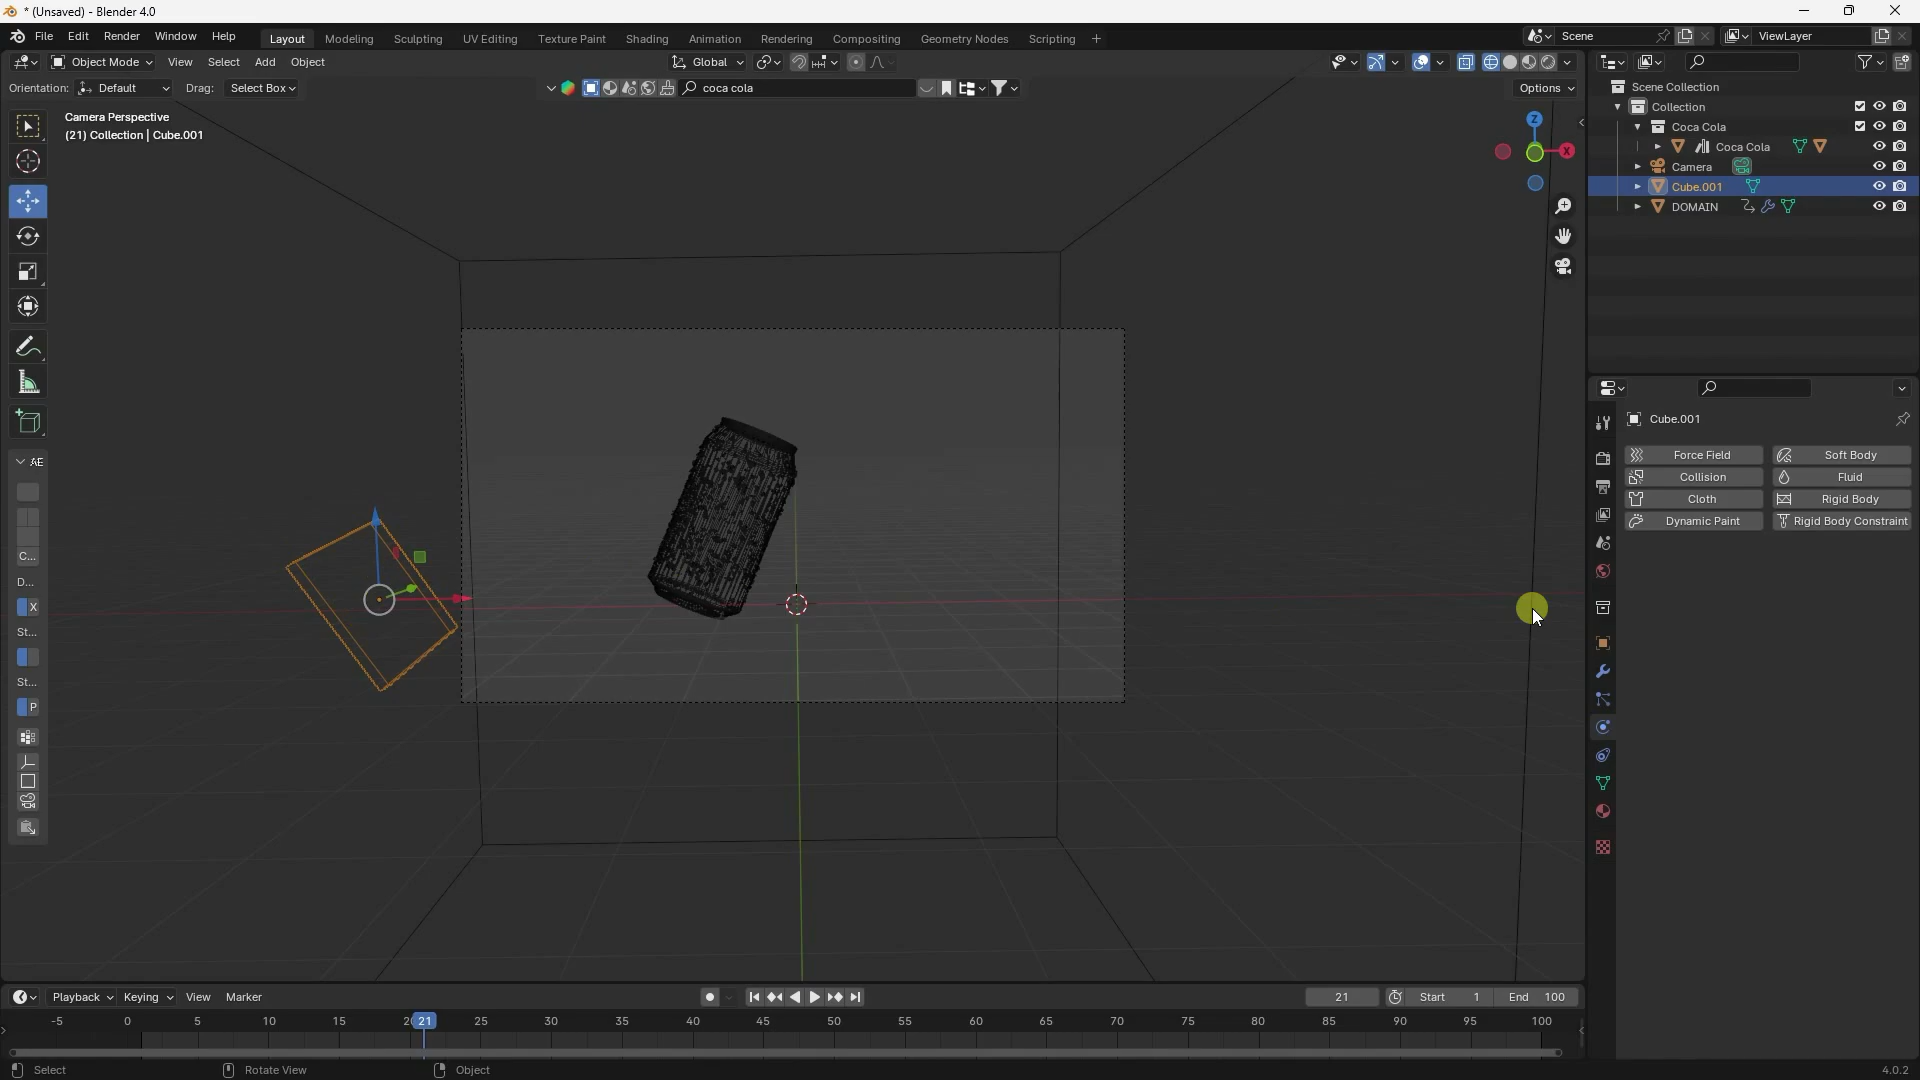 * (Unsaved) - Blender 4.0
File Edit Render Window Help
Layout Modeling Sculpting UV Editing Texture Paint Shading Animation Rendering Compositing Geometry Nodes Scripting +
Scene
ViewLayer
Object Mode View Select Add Object
Global
Orientation: Default Drag: Select Box
coca cola
Options
Camera Perspective
(21) Collection | Cube.001
Z
X
Scene Collection
Collection
Coca Cola
Coca Cola
Camera
Cube.001
DOMAIN
Cube.001
Force Field Soft Body
Collision Fluid
Cloth Rigid Body
Dynamic Paint Rigid Body Constraint
AE
C...
D...
X
St...
St...
P
Playback Keying View Marker
21
Start 1 End 100
-5 0 5 10 15 2 21 25 30 35 40 45 50 55 60 65 70 75 80 85 90 95 100
Select Rotate View Object
4.0.2